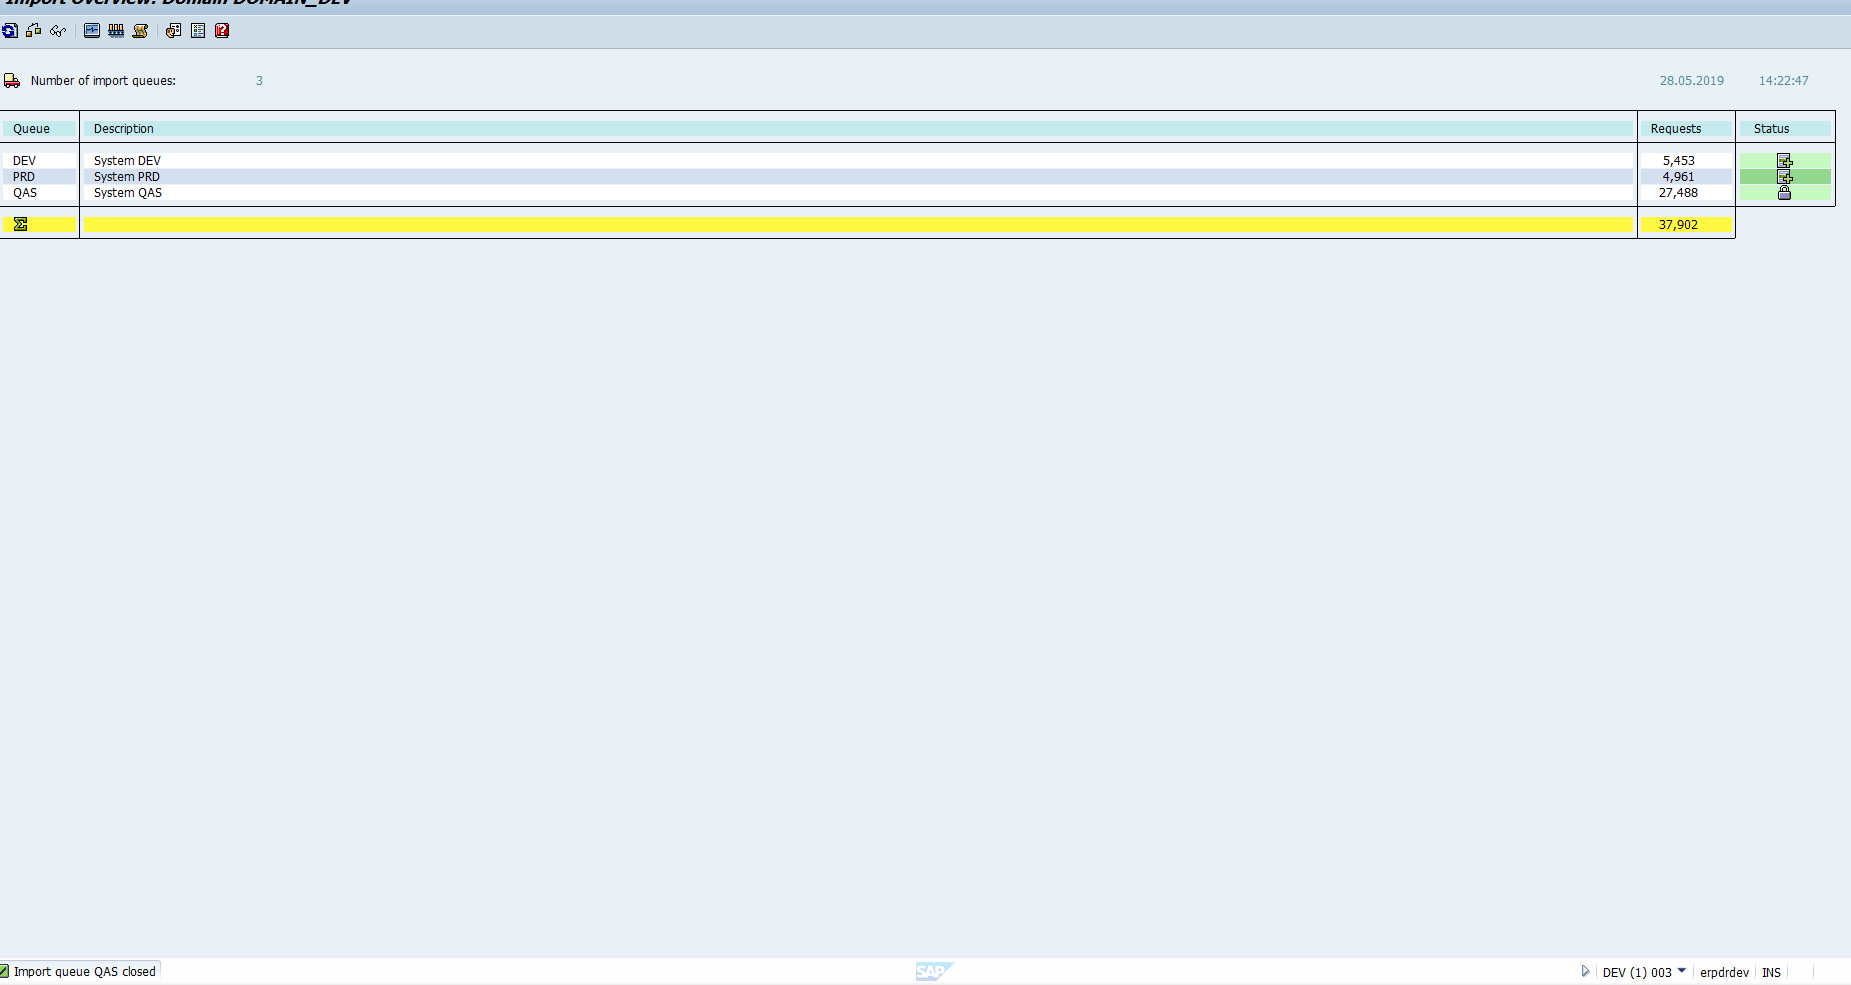 Import Overview: Domain DOMAIN_DEV
Number of import queues: 3 28.05.2019 14:22:47
Queue Description Requests Status
DEV System DEV 5,453
PRD System PRD 4,961
QAS System QAS 27,488
37,902
Import queue QAS closed SAP DEV (1) 003 erpdrdev INS